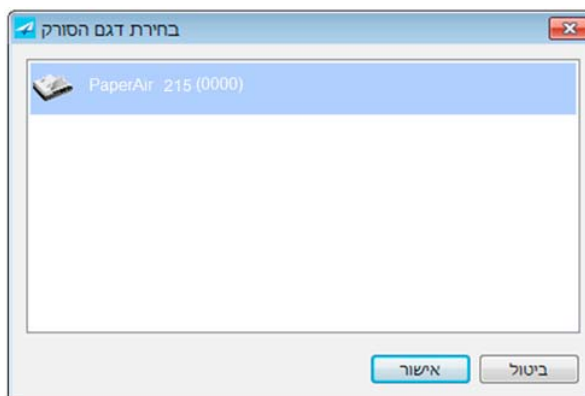 בחירת דגם הסורק
PaperAir 215 (0000)
אישור
ביטול